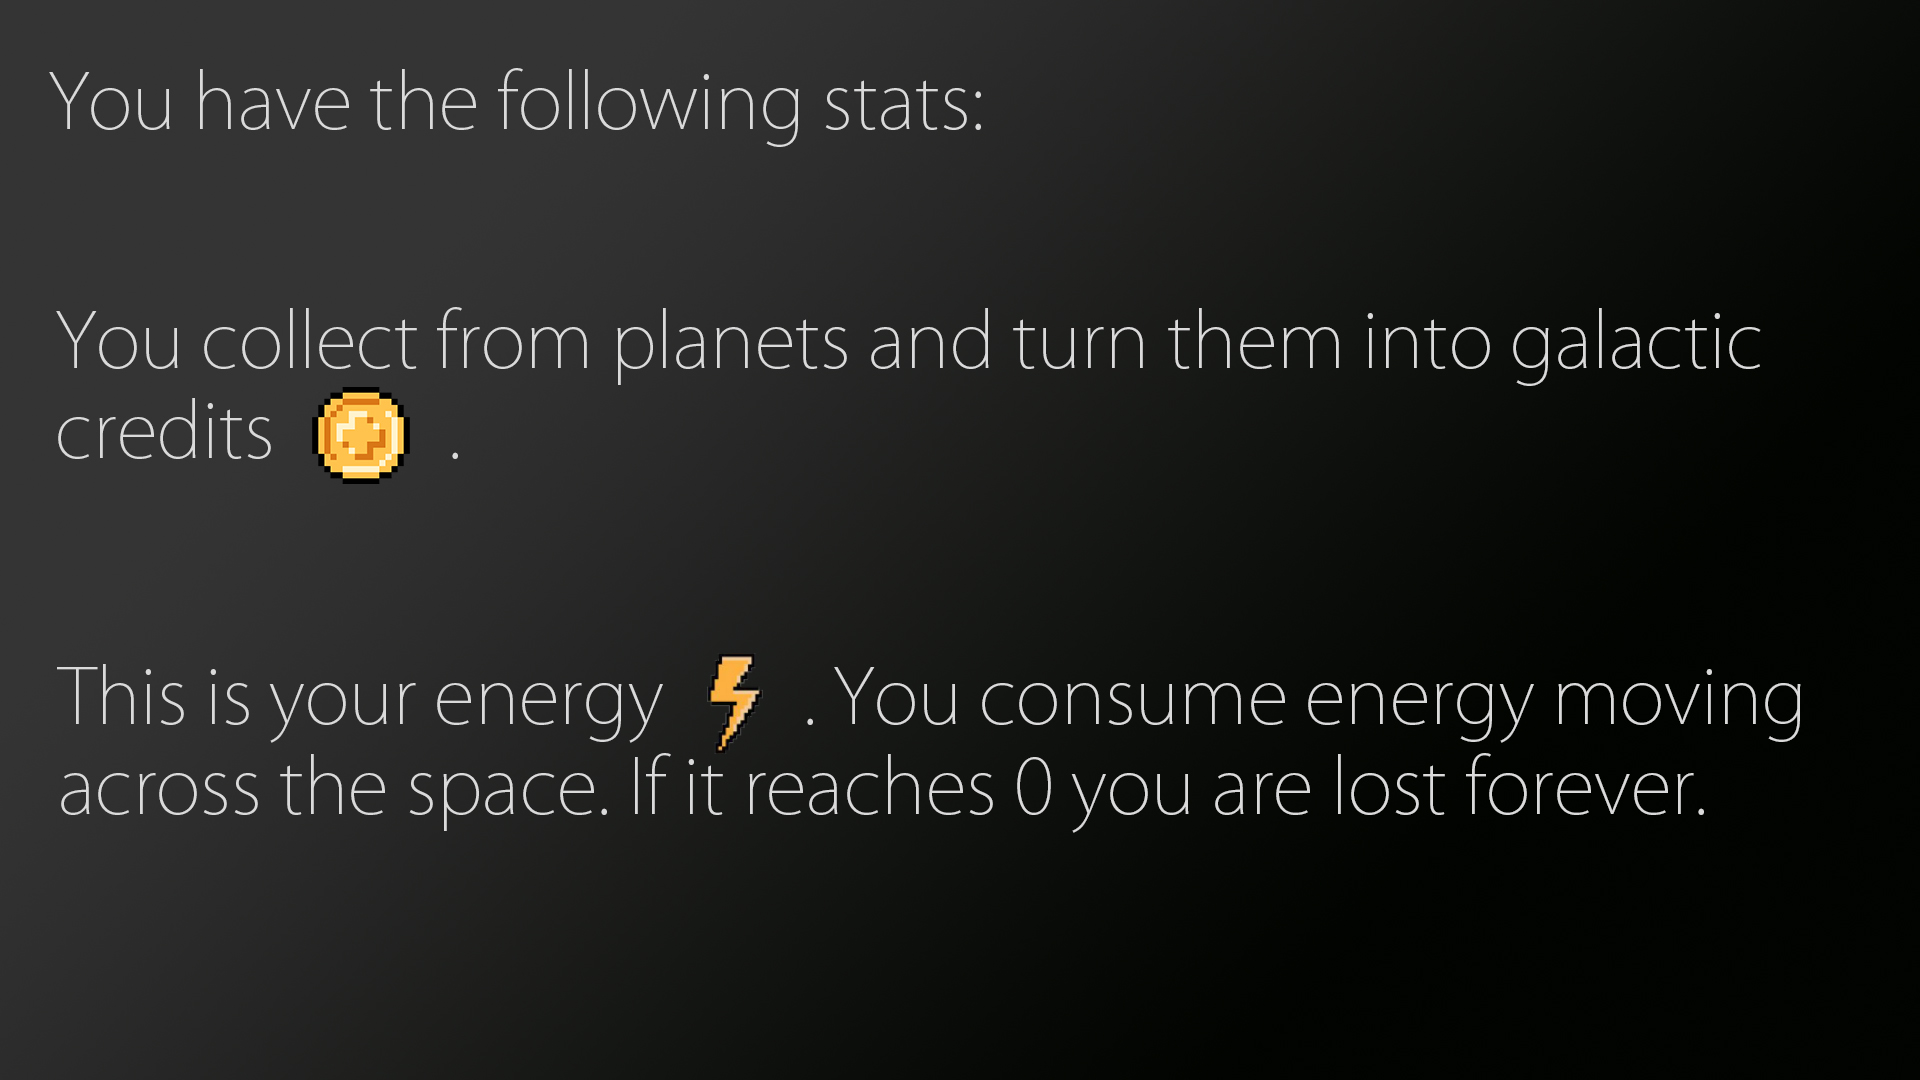 You have the following stats:
You collect from planets and turn them into galactic
credits .
This is your energy . You consume energy moving
across the space. If it reaches 0 you are lost forever.